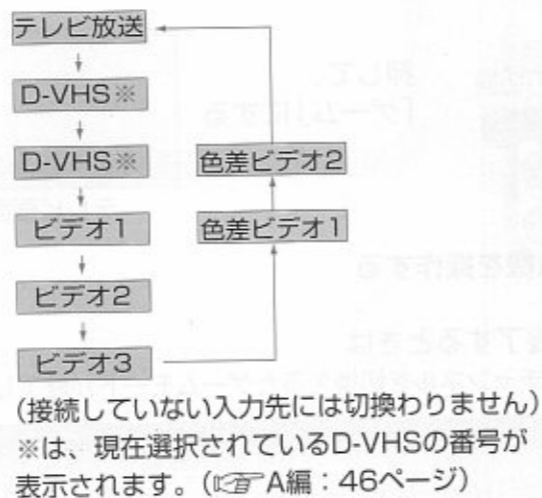 テレビ放送
D-VHS※
D-VHS※
ビデオ1
ビデオ2
ビデオ3
色差ビデオ1
色差ビデオ2
(接続していない入力先には切換わりません)
※は、現在選択されているD-VHSの番号が
表示されます。(☞A編:46ページ)